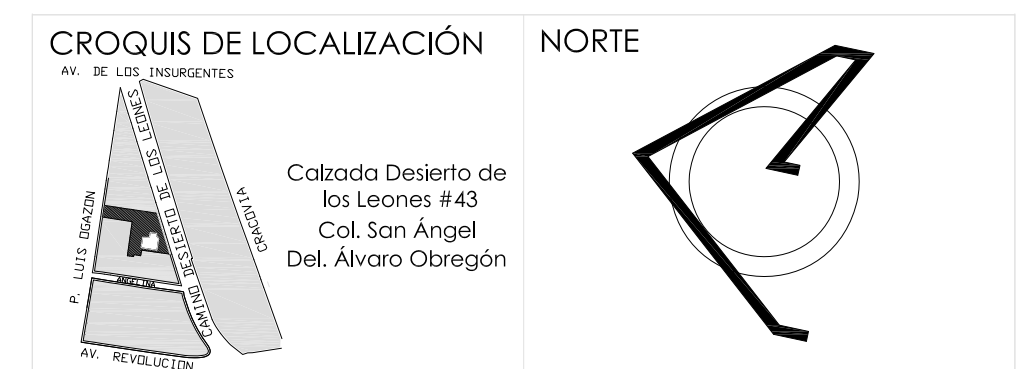 CROQUIS DE LOCALIZACIÓN
AV. DE LOS INSURGENTES
CAMINO DESIERTO DE LOS LEONES
CRACOVIA
P. LUIS OGAZON
ANGELINA
AV. REVOLUCION
Calzada Desierto de
los Leones #43
Col. San Ángel
Del. Álvaro Obregón
NORTE